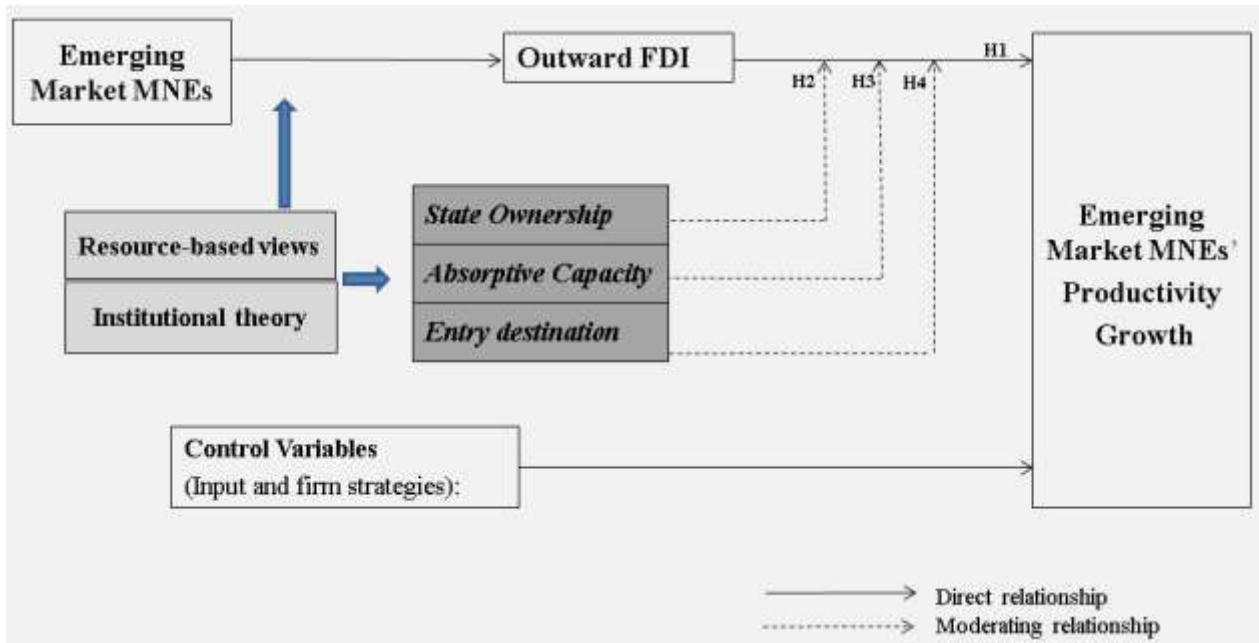 Emerging
Market MNEs
Outward FDI
H1
H2
H3
H4
State Ownership
Absorptive Capacity
Entry destination
Resource-based views
Institutional theory
Emerging
Market MNEs'
Productivity
Growth
Control Variables
(Input and firm strategies):
Direct relationship
Moderating relationship